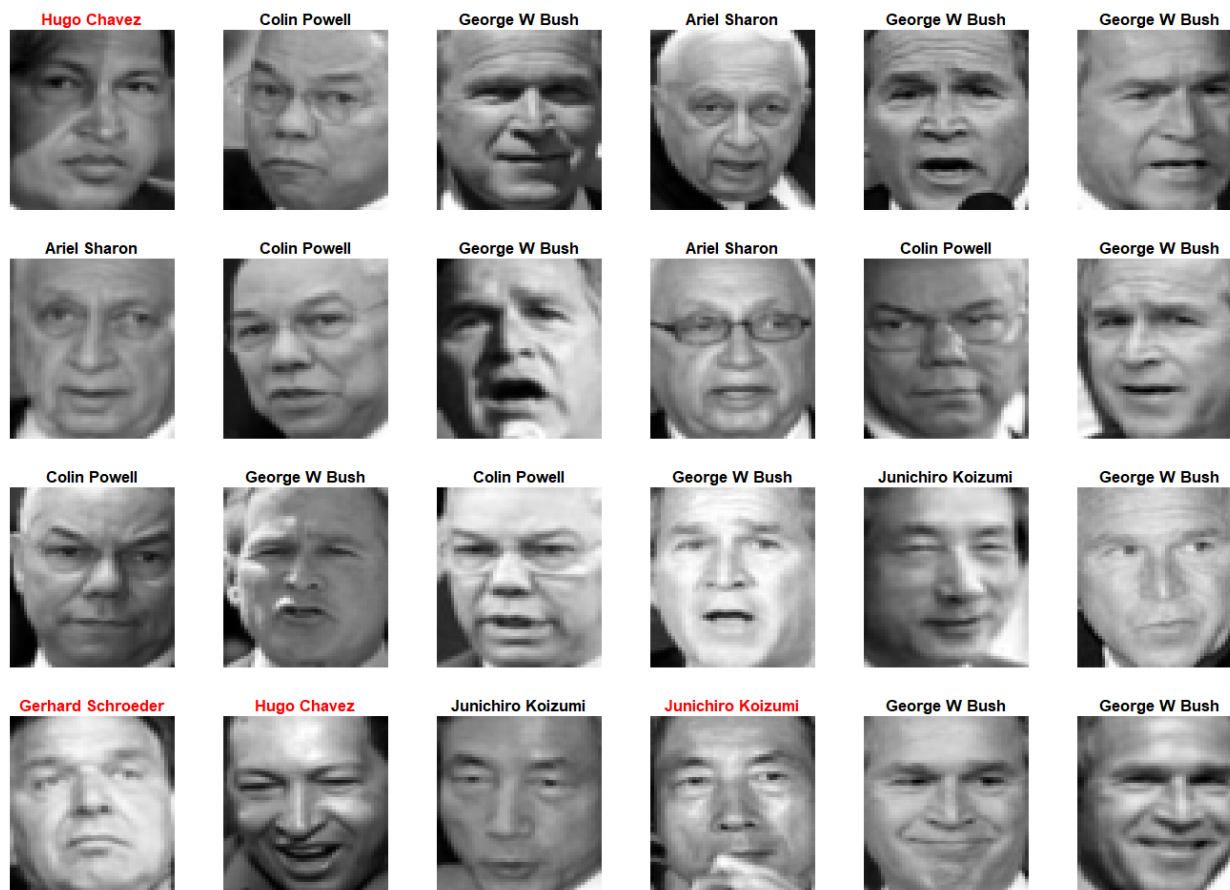 Hugo Chavez Colin Powell George W Bush Ariel Sharon George W Bush George W Bush
Ariel Sharon Colin Powell George W Bush Ariel Sharon Colin Powell George W Bush
Colin Powell George W Bush Colin Powell George W Bush Junichiro Koizumi George W Bush
Gerhard Schroeder Hugo Chavez Junichiro Koizumi Junichiro Koizumi George W Bush George W Bush